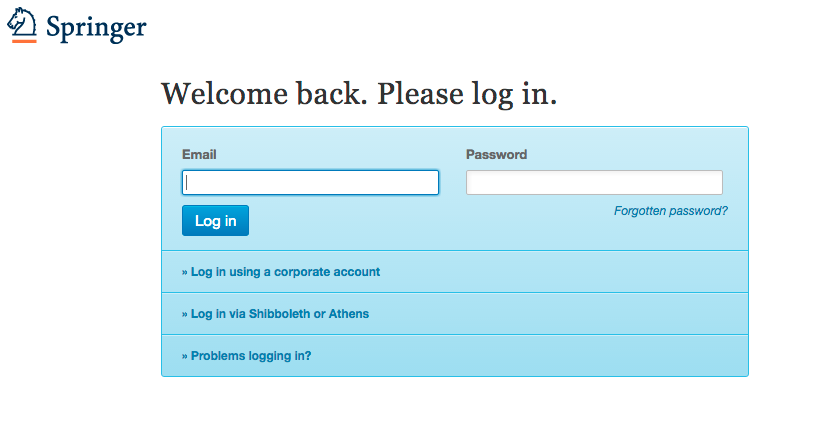 Springer
Welcome back. Please log in.
Email
Password
Log in
Forgotten password?
» Log in using a corporate account
» Log in via Shibboleth or Athens
» Problems logging in?